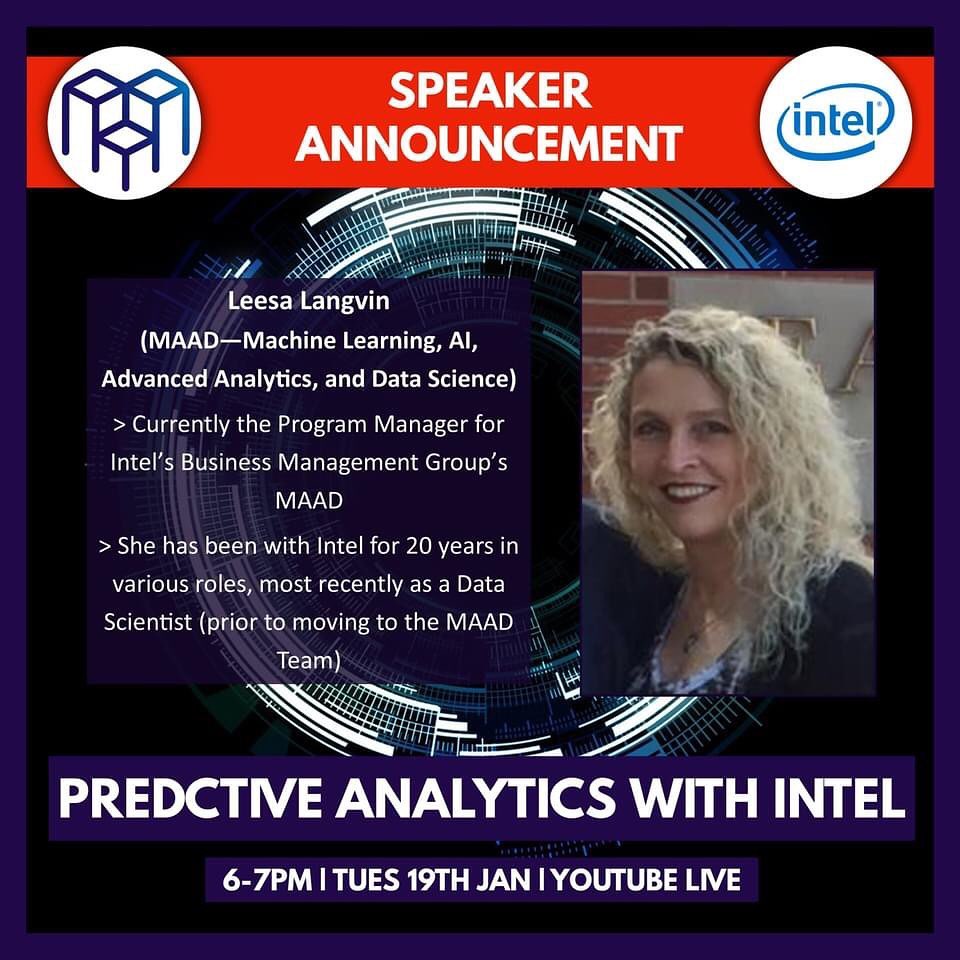 SPEAKER
ANNOUNCEMENT
intel
Leesa Langvin
(MAAD—Machine Learning, AI,
Advanced Analytics, and Data Science)
> Currently the Program Manager for
Intel's Business Management Group's
MAAD
> She has been with Intel for 20 years in
various roles, most recently as a Data
Scientist (prior to moving to the MAAD
Team)
PREDCTIVE ANALYTICS WITH INTEL
6-7PM | TUES 19TH JAN | YOUTUBE LIVE